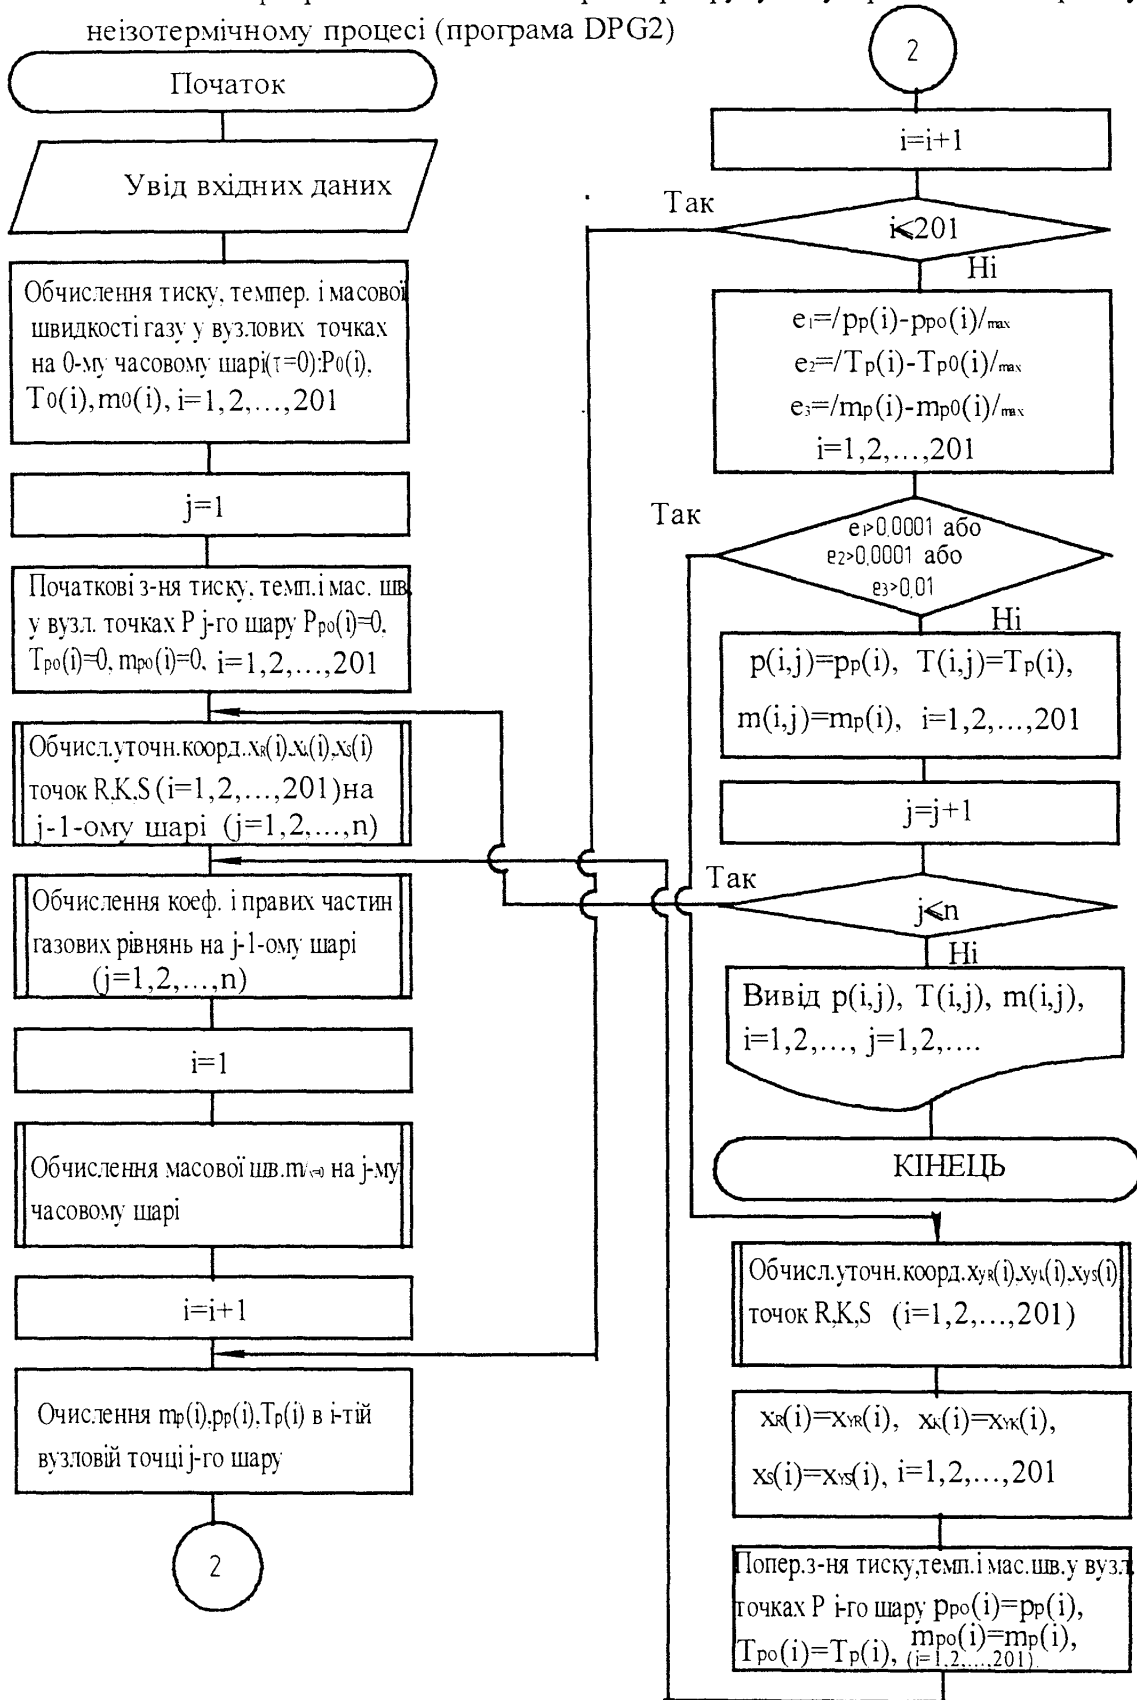 неізотермічному процесі (програма DPG2)
Початок
Увід вхідних даних
Обчислення тиску, темпер. і масової
швидкості газу у вузлових точках
на 0-му часовому шарі(τ=0):P0(i),
T0(i),m0(i), i=1,2,...,201
j=1
Початкові з-ня тиску, темп.і мас. шв.
у вузл. точках P j-го шару Ppo(i)=0,
Tpo(i)=0, mpo(i)=0, i=1,2,...,201
Обчисл.уточн.коорд.xR(i),xk(i),xs(i)
точок R,K,S (i=1,2,...,201)на
j-1-ому шарі (j=1,2,...,n)
Обчислення коеф. і правих частин
газових рівнянь на j-1-ому шарі
(j=1,2,...,n)
i=1
Обчислення масової шв.m/ на j-му
часовому шарі
i=i+1
Очислення mp(i),pp(i),Tp(i) в i-тій
вузловій точці j-го шару
2
2
i=i+1
Так
i⩽201
Ні
e1=/pp(i)-ppo(i)/max
e2=/Tp(i)-Tp0(i)/max
e3=/mp(i)-mp0(i)/max
i=1,2,...,201
Так
e1>0,0001 або
e2>0,0001 або
e3>0,01
Ні
p(i,j)=pp(i), T(i,j)=Tp(i),
m(i,j)=mp(i), i=1,2,...,201
j=j+1
Так
j⩽n
Ні
Вивід p(i,j), T(i,j), m(i,j),
i=1,2,..., j=1,2,....
КІНЕЦЬ
Обчисл.уточн.коорд.xyR(i),xyk(i),xys(i)
точок R,K,S (i=1,2,...,201)
xR(i)=xYR(i), xK(i)=xYK(i),
xS(i)=xYS(i), i=1,2,...,201
Попер.з-ня тиску,темп.і мас.шв.у вузл.
точках P i-го шару ppo(i)=pp(i),
Tpo(i)=Tp(i), mpo(i)=mp(i),
(i=1,2,...,201).